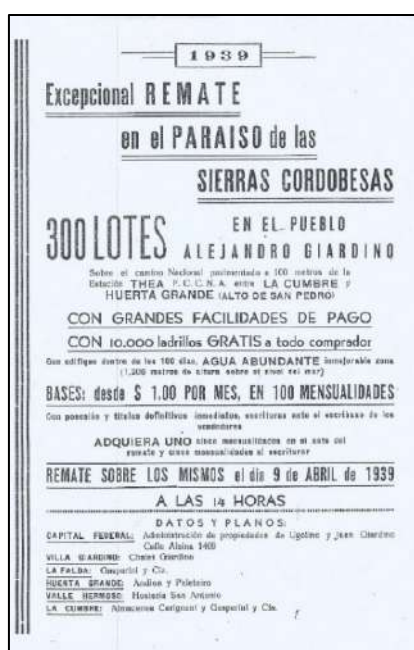 1939
Excepcional REMATE
en el PARAISO de las
SIERRAS CORDOBESAS
300 LOTES
EN EL PUEBLO
ALEJANDRO GIARDINO
Sobre el camino Nacional pavimentado a 100 metros de la
Estación THEA F.C.C.N.A. entre LA CUMBRE y
HUERTA GRANDE (ALTO DE SAN PEDRO)
CON GRANDES FACILIDADES DE PAGO
CON 10.000 ladrillos GRATIS a todo comprador
Que edifique dentro de los 100 días. AGUA ABUNDANTE inmejorable zona
metros de altura sobre el nivel del mar)
BASES: desde $ 1,00 POR MES, EN 100 MENSUALIDADES
Con posesión y títulos definitivos inmediatos, escrituras ante el escribano de los
vendedores
ADQUIERA UNO cinco mensualidades en el acto del
remate y cinco mensualidades al escriturar
REMATE SOBRE LOS MISMOS el día 9 de ABRIL de 1939
A LAS 14 HORAS
DATOS Y PLANOS:
CAPITAL FEDERAL: Administración de propiedades de Ugolino y Juan Giardino
Calle Alsina 1400
VILLA GIARDINO: Chalet Giardino
LA FALDA: Gasparini y Cía.
HUERTA GRANDE: Andion y
VALLE HERMOSO: Hostería San Antonio
LA CUMBRE: Almacenes Cerignani y Gasparini y Cía.